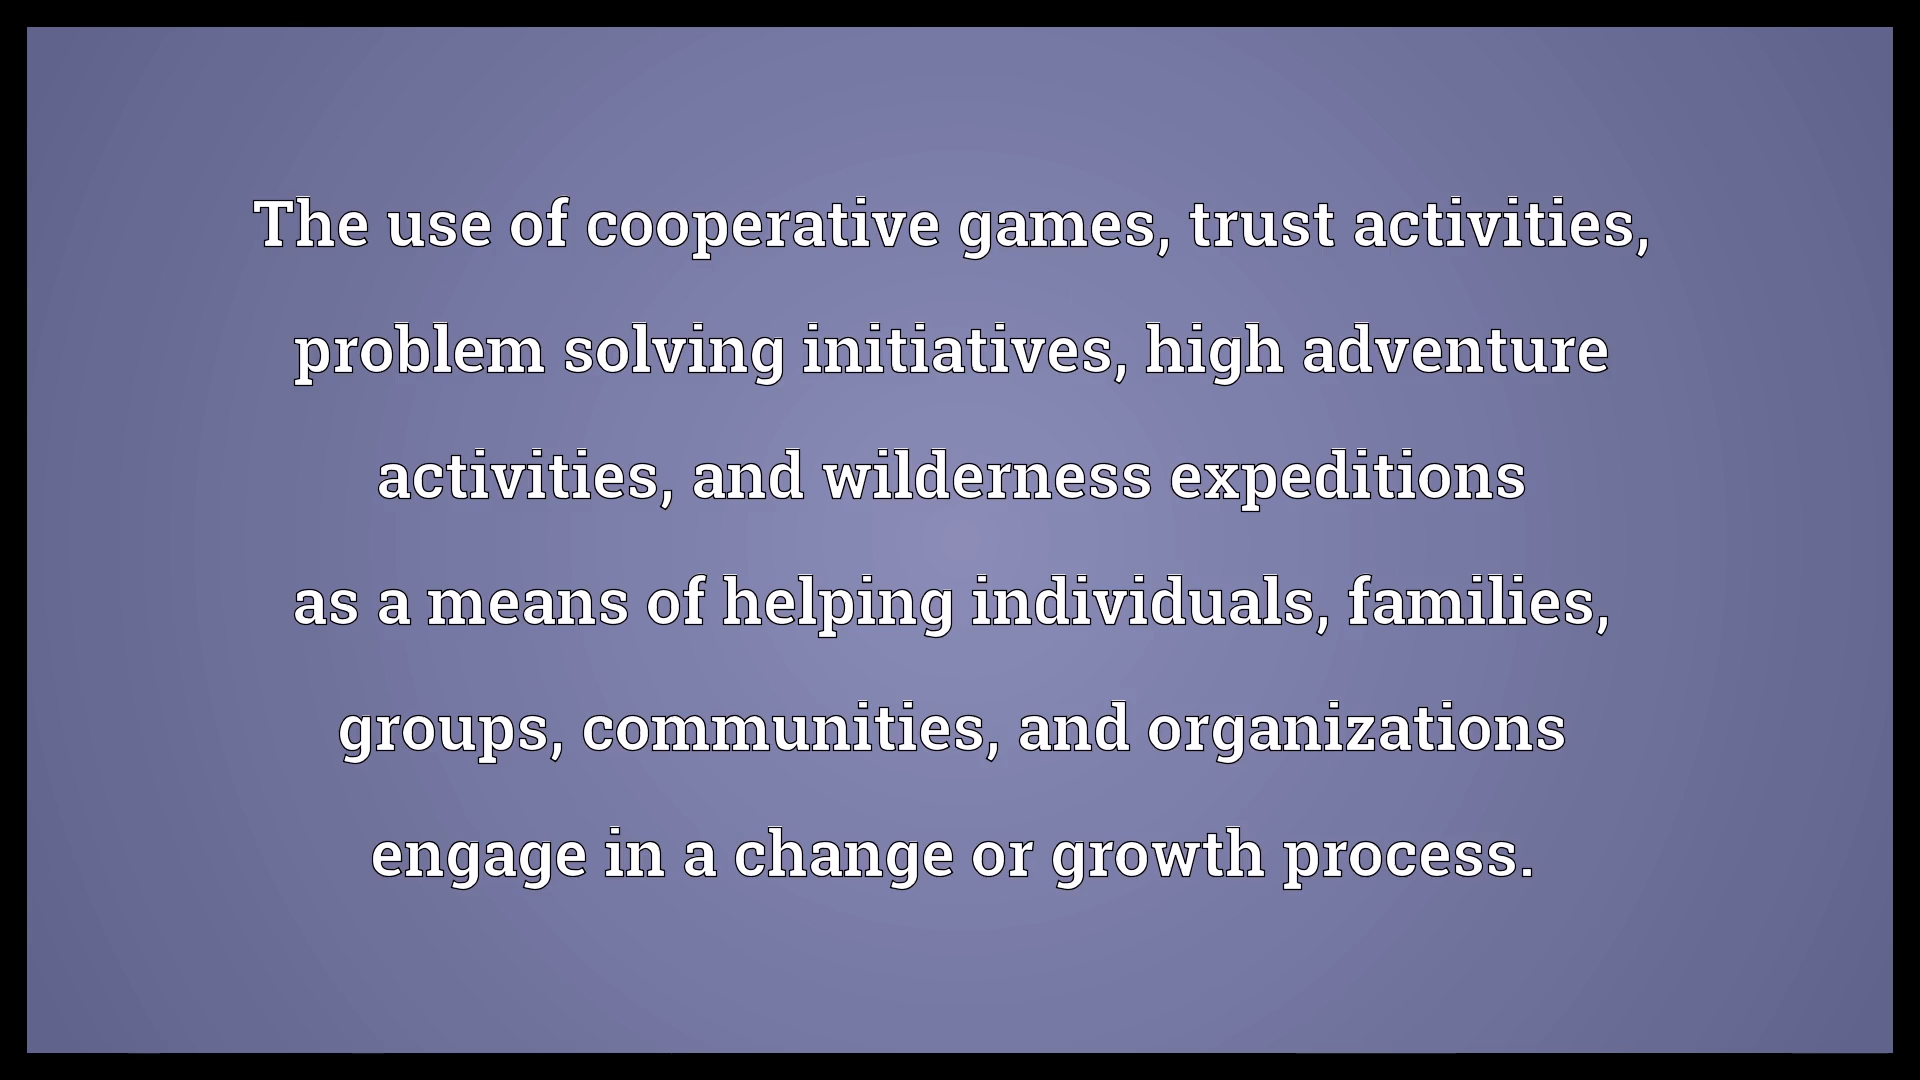 The use of cooperative games, trust activities,
problem solving initiatives, high adventure
activities, and wilderness expeditions
as a means of helping individuals, families,
groups, communities, and organizations
engage in a change or growth process.